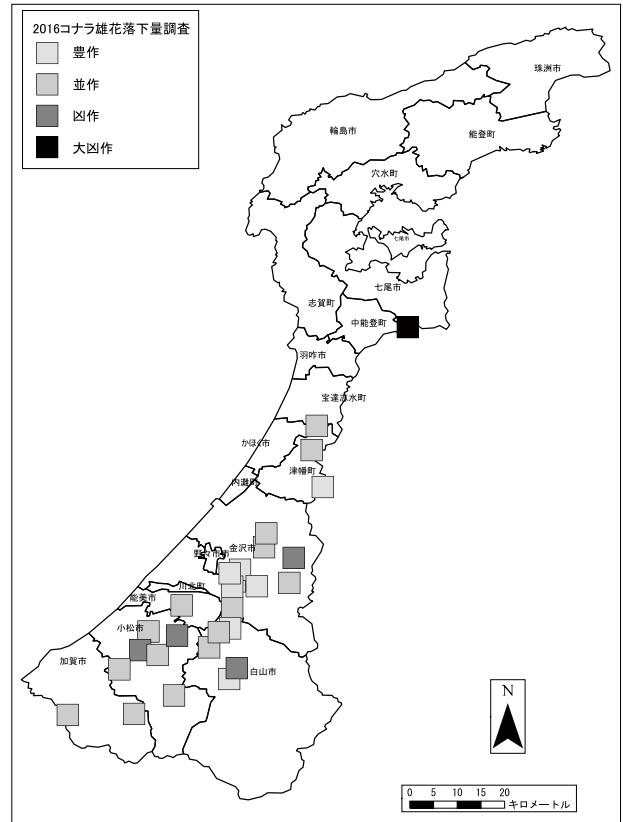 2016コナラ雄花落下量調査
豊作
並作
凶作
大凶作
珠洲市
輪島市
能登町
穴水町
七尾市
七尾市
志賀町
中能登町
羽咋市
宝達志水町
かほく市
津幡町
内灘町
金沢市
野々市市
川北町
能美市
小松市
加賀市
白山市
N
0 5 10 15 20
キロメートル